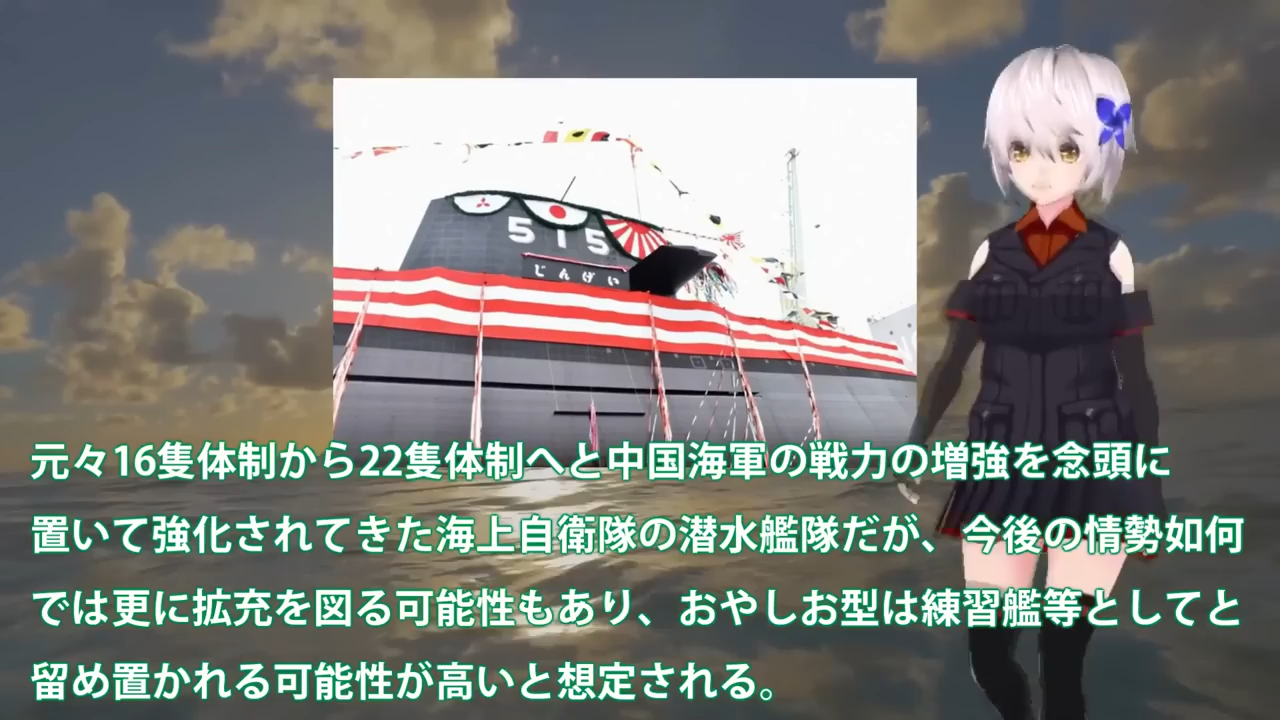 515
じんげい
元々16隻体制から22隻体制へと中国海軍の戦力の増強を念頭に
置いて強化されてきた海上自衛隊の潜水艦隊だが、今後の情勢如何
では更に拡充を図る可能性もあり、おやしお型は練習艦等としてと
留め置かれる可能性が高いと想定される。